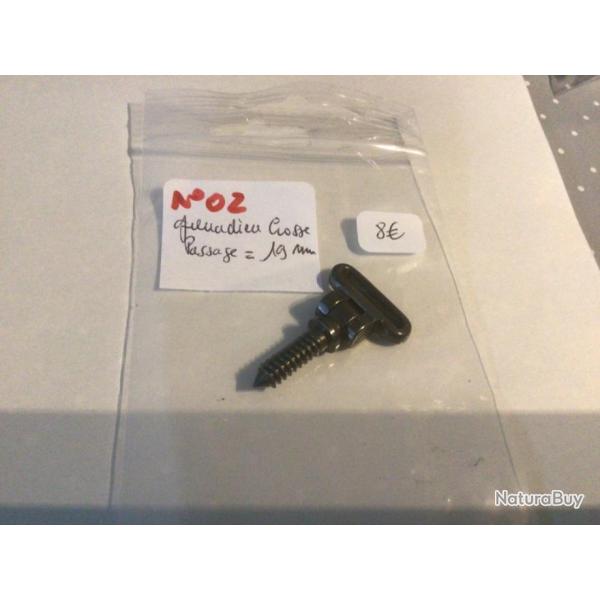 N°02
grenadière Crosse
Passage = 19 mm
8€
NaturaBuy